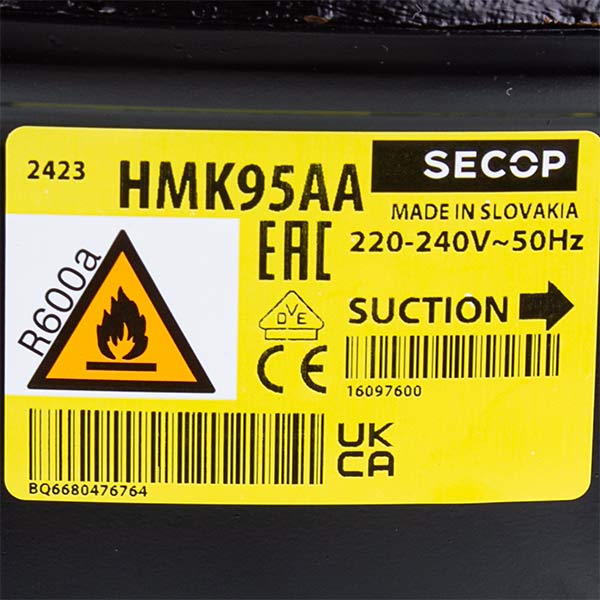 2423
HMK95AA
SECOP
MADE IN SLOVAKIA
R600a
EAC
220-240V~50Hz
DVE
SUCTION
CE
16097600
UK
CA
BQ6680476764